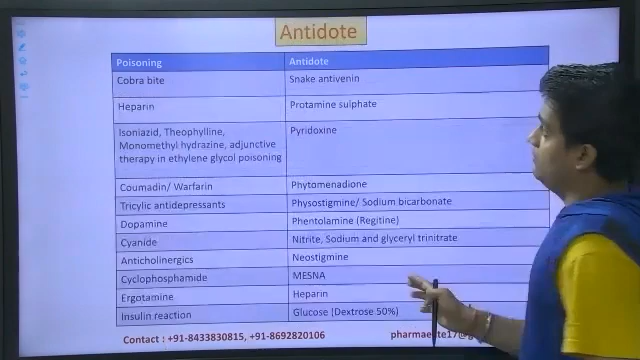 Antidote
Poisoning Antidote
Cobra bite Snake antivenin
Heparin Protamine sulphate
Isoniazid, Theophylline, Pyridoxine
Monomethyl hydrazine, adjunctive
therapy in ethylene glycol poisoning
Coumadin/ Warfarin Phytomenadione
Tricylic antidepressants Physostigmine/ Sodium bicarbonate
Dopamine Phentolamine (Regitine)
Cyanide Nitrite, Sodium and glyceryl trinitrate
Anticholinergics Neostigmine
Cyclophosphamide MESNA
Ergotamine Heparin
Insulin reaction Glucose (Dextrose 50%)
Contact : +91-8433830815, +91-8692820106